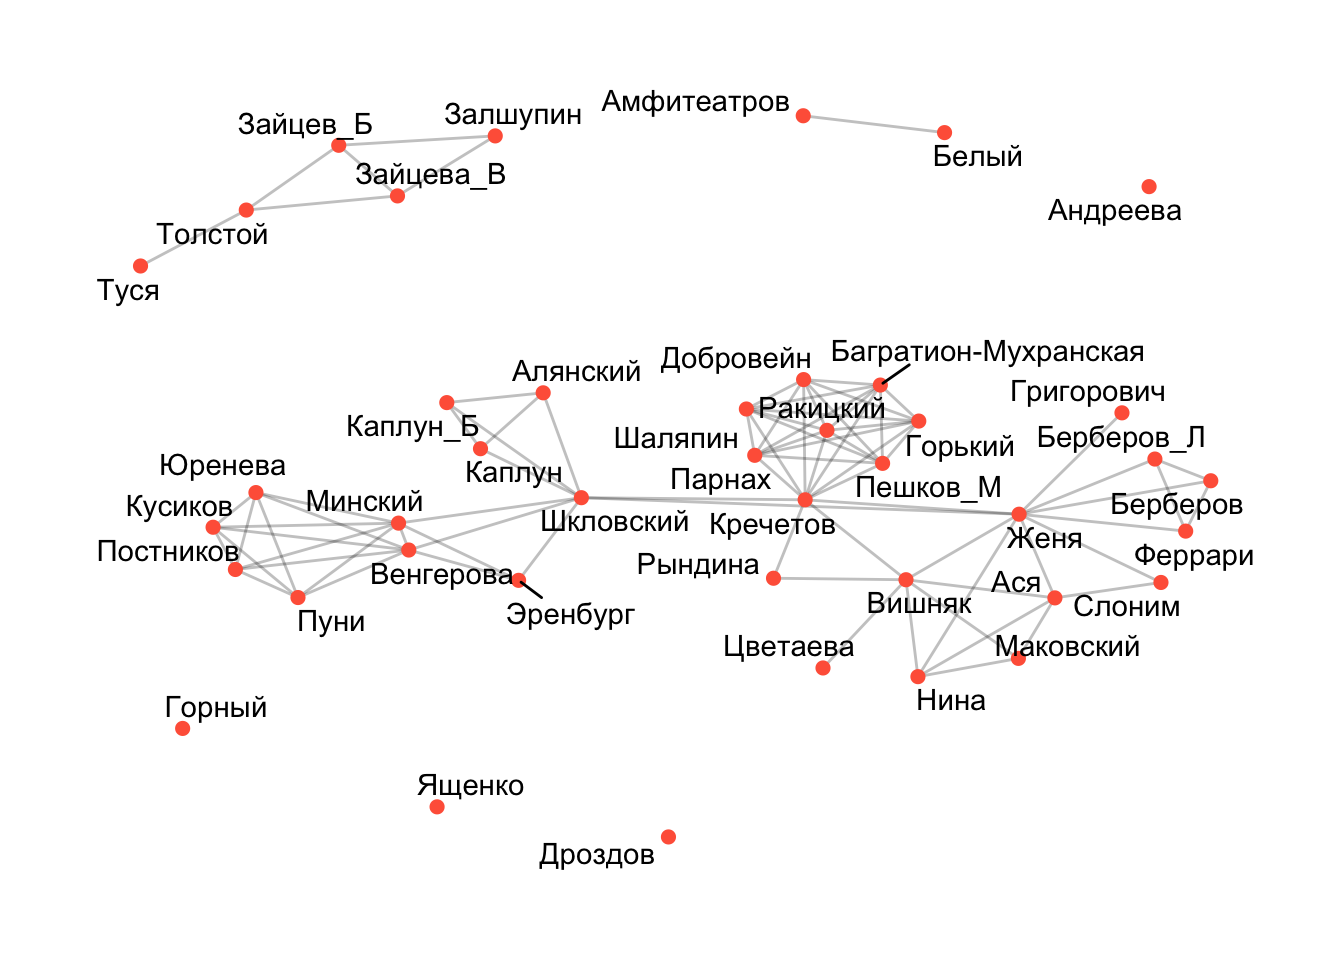 Амфитеатров
Залшупин
Зайцев_Б
Белый
Зайцева_В
Андреева
Толстой
Туся
Багратион-Мухранская
Добровейн
Алянский
Григорович
Ракицкий
Каплун_Б
Шаляпин
Берберов_Л
Горький
Юренева
Каплун
Парнах
Пешков_М
Минский
Кусиков
Берберов
Шкловский
Кречетов
Женя
Постников
Феррари
Рындина
Венгерова
Ася
Вишняк
Слоним
Эренбург
Пуни
Цветаева
Маковский
Нина
Горный
Ященко
Дроздов